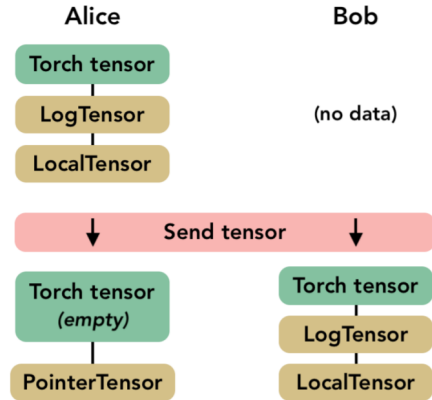 Alice
Bob
Torch tensor
LogTensor
(no data)
LocalTensor
Send tensor
Torch tensor
(empty)
Torch tensor
LogTensor
PointerTensor
LocalTensor